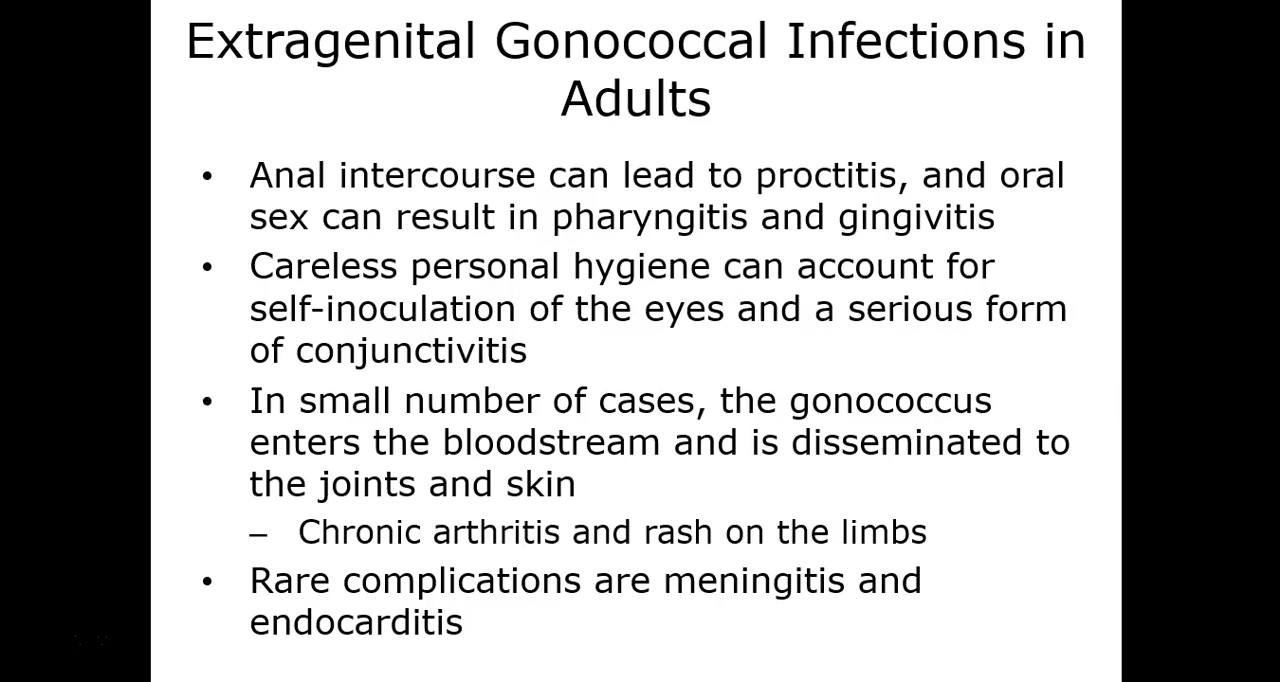 Extragenital Gonococcal Infections in
Adults
• Anal intercourse can lead to proctitis, and oral
sex can result in pharyngitis and gingivitis
• Careless personal hygiene can account for
self-inoculation of the eyes and a serious form
of conjunctivitis
• In small number of cases, the gonococcus
enters the bloodstream and is disseminated to
the joints and skin
– Chronic arthritis and rash on the limbs
• Rare complications are meningitis and
endocarditis